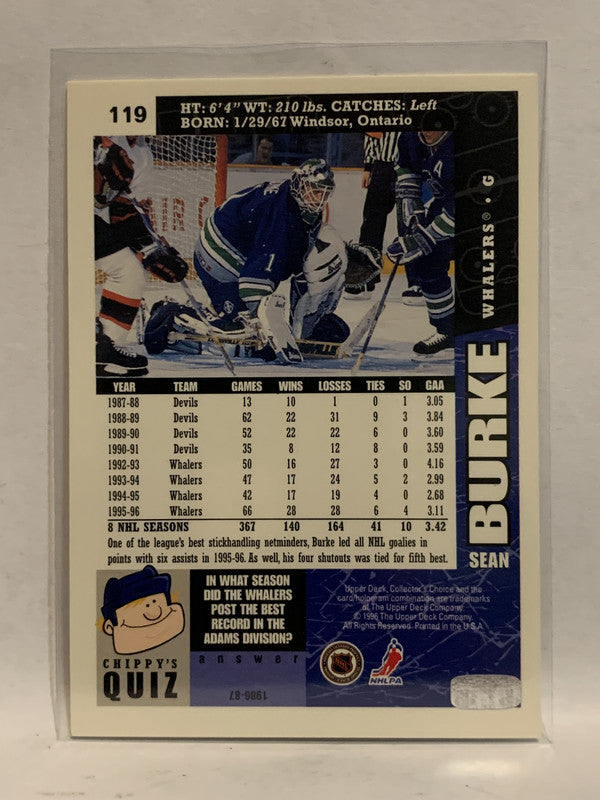 119
HT: 6'4" WT: 210 lbs. CATCHES: Left
BORN: 1/29/67 Windsor, Ontario
1
A
WHALERS® • G
SEAN BURKE
YEAR TEAM GAMES WINS LOSSES TIES SO GAA
1987-88 Devils 13 10 1 0 1 3.05
1988-89 Devils 62 22 31 9 3 3.84
1989-90 Devils 52 22 22 6 0 3.60
1990-91 Devils 35 8 12 8 0 3.59
1992-93 Whalers 50 16 27 3 0 4.16
1993-94 Whalers 47 17 24 5 2 2.99
1994-95 Whalers 42 17 19 4 0 2.68
1995-96 Whalers 66 28 28 6 4 3.11
8 NHL SEASONS 367 140 164 41 10 3.42
One of the league's best stickhandling netminders, Burke led all NHL goalies in
points with six assists in 1995-96. As well, his four shutouts was tied for fifth best.
CHIPPY'S
QUIZ
IN WHAT SEASON
DID THE WHALERS
POST THE BEST
RECORD IN THE
ADAMS DIVISION?
answer
1986-87
Upper Deck, Collector's Choice and the
card/hologram combination are trademarks
of The Upper Deck Company.
© 1996 The Upper Deck Company.
All Rights Reserved. Printed in the U.S.A.
NHL
NHLPA